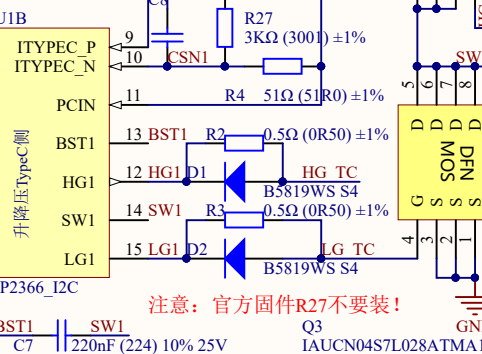 U1B
C8
R27
3KΩ (3001) ±1%
ITYPEC_P
9
ITYPEC_N
10
CSN1
SW
PCIN
11
R4
51Ω (51R0) ±1%
5
6
7
8
BST1
13
BST1
R2
0.5Ω (0R50) ±1%
D
D
D
D
DFN
MOS
升降压TypeC侧
HG1
12
HG1
D1
HG_TC
B5819WS S4
G
S
S
S
SW1
14
SW1
R3
0.5Ω (0R50) ±1%
4
3
2
1
LG1
15
LG1
D2
LG_TC
B5819WS S4
P2366_I2C
注意：官方固件R27不要装！
BST1
SW1
Q3
GN
C7
220nF (224) 10% 25V
IAUCN04S7L028ATMA1